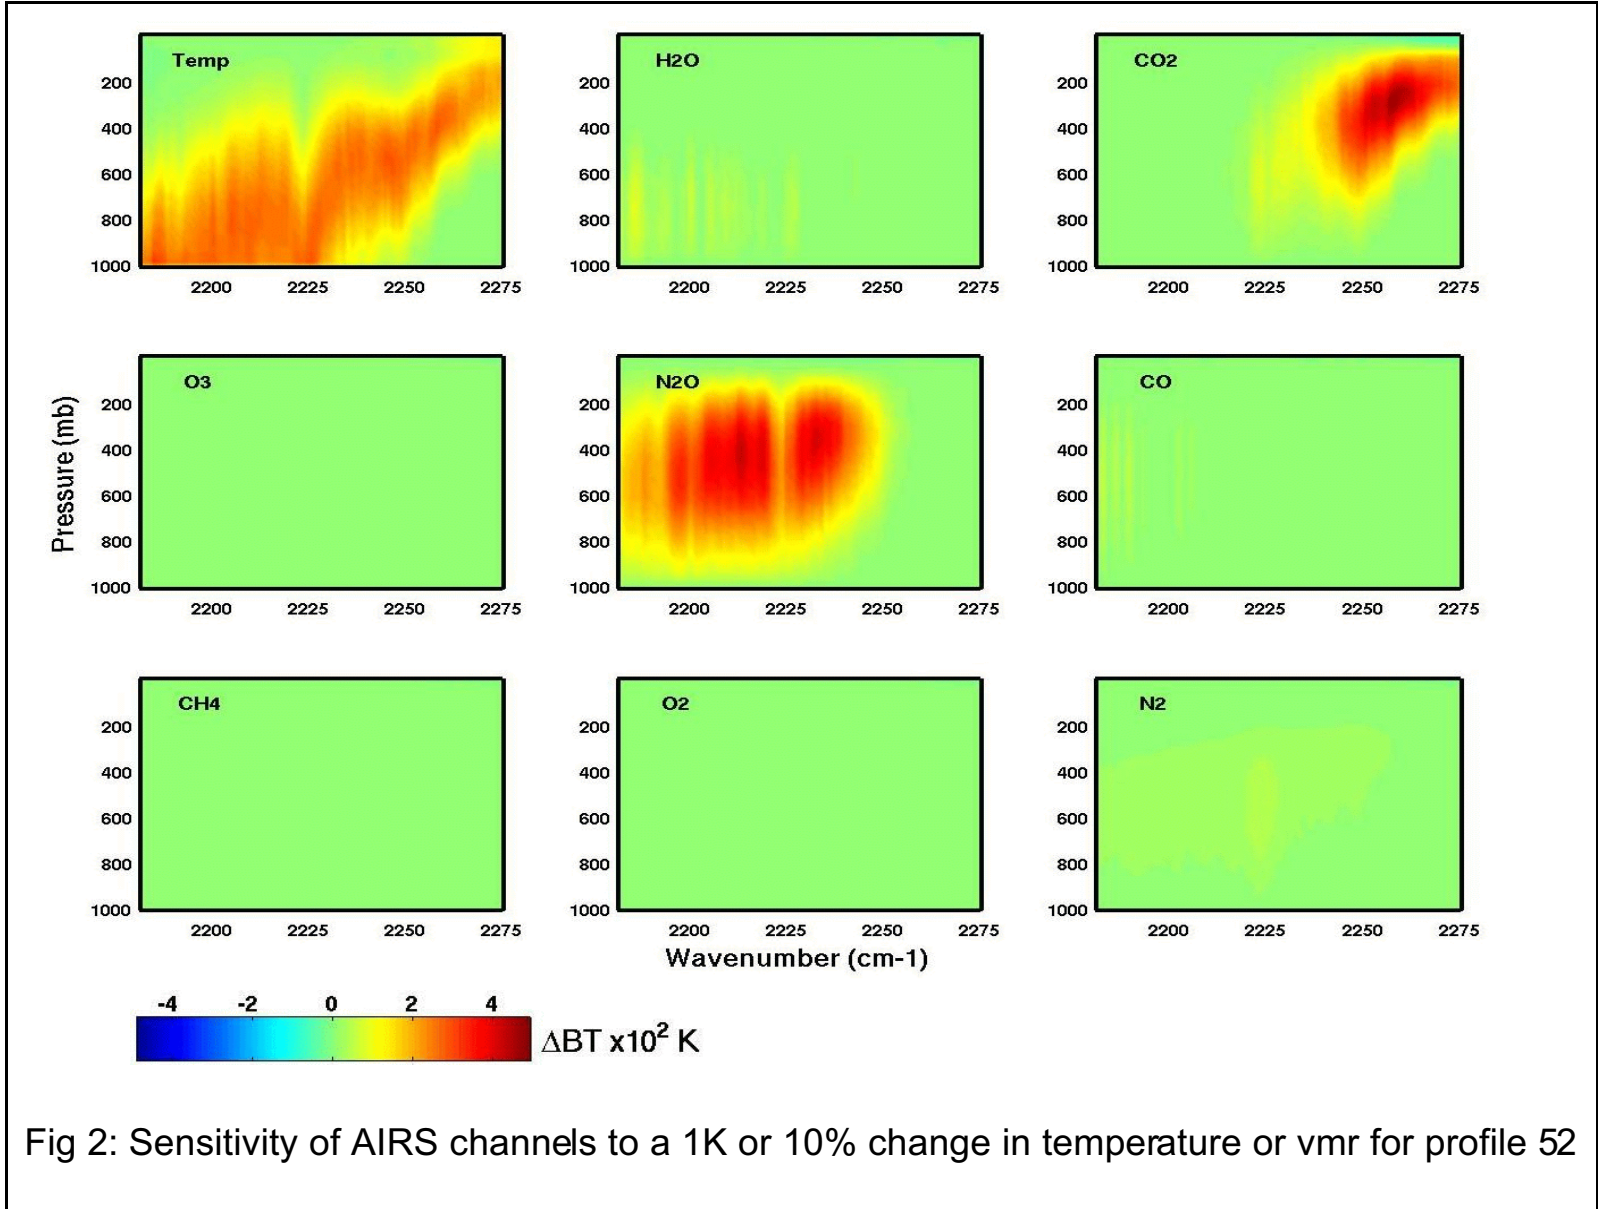 Temp
H2O
CO2
200
400
600
800
1000
200
400
600
800
1000
200
400
600
800
1000
2200 2225 2250 2275
2200 2225 2250 2275
2200 2225 2250 2275
O3
N2O
CO
Pressure (mb)
200
400
600
800
1000
200
400
600
800
1000
200
400
600
800
1000
2200 2225 2250 2275
2200 2225 2250 2275
2200 2225 2250 2275
CH4
O2
N2
200
400
600
800
1000
200
400
600
800
1000
200
400
600
800
1000
2200 2225 2250 2275
2200 2225 2250 2275
2200 2225 2250 2275
Wavenumber (cm-1)
-4 -2 0 2 4
ΔBT x10² K
Fig 2: Sensitivity of AIRS channels to a 1K or 10% change in temperature or vmr for profile 52